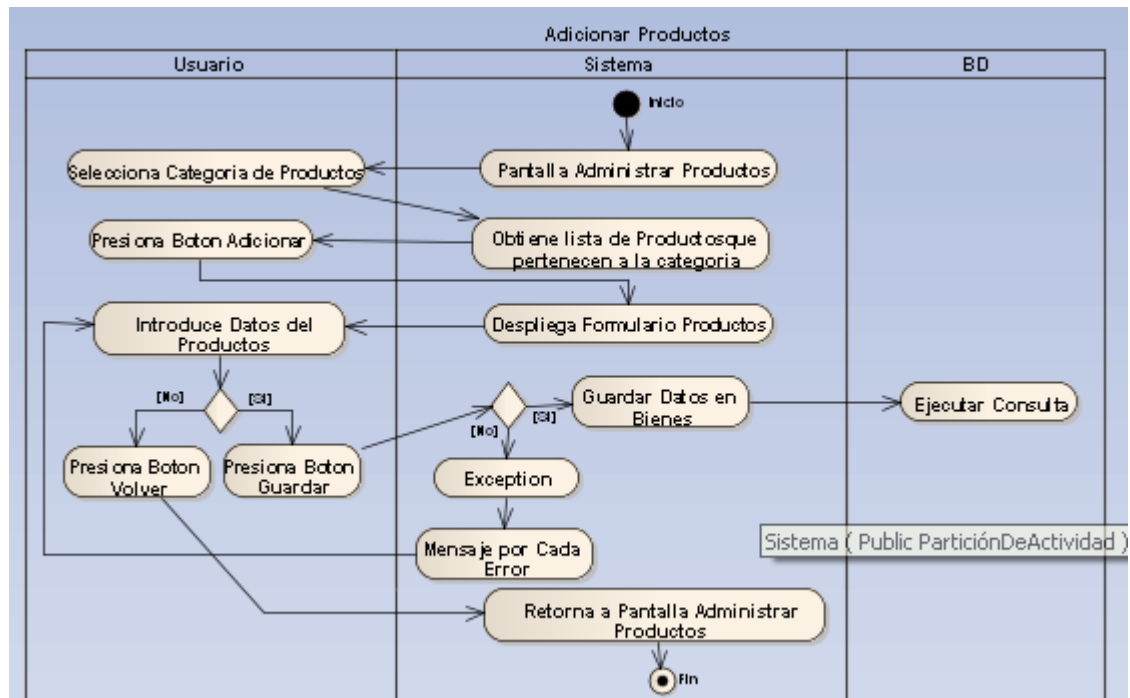 Adicionar Productos
Usuario
Sistema
BD
Inicio
Selecciona Categoria de Productos
Pantalla Administrar Productos
Presiona Boton Adicionar
Obtiene lista de Productosque
pertenecen a la categoria
Introduce Datos del
Productos
Despliega Formulario Productos
[No]
[SI]
Guardar Datos en
Bienes
[No]
[SI]
Ejecutar Consulta
Presiona Boton
Volver
Presiona Boton
Guardar
Exception
Mensaje por Cada
Error
Sistema ( Public ParticiónDeActividad )
Retorna a Pantalla Administrar
Productos
Fin